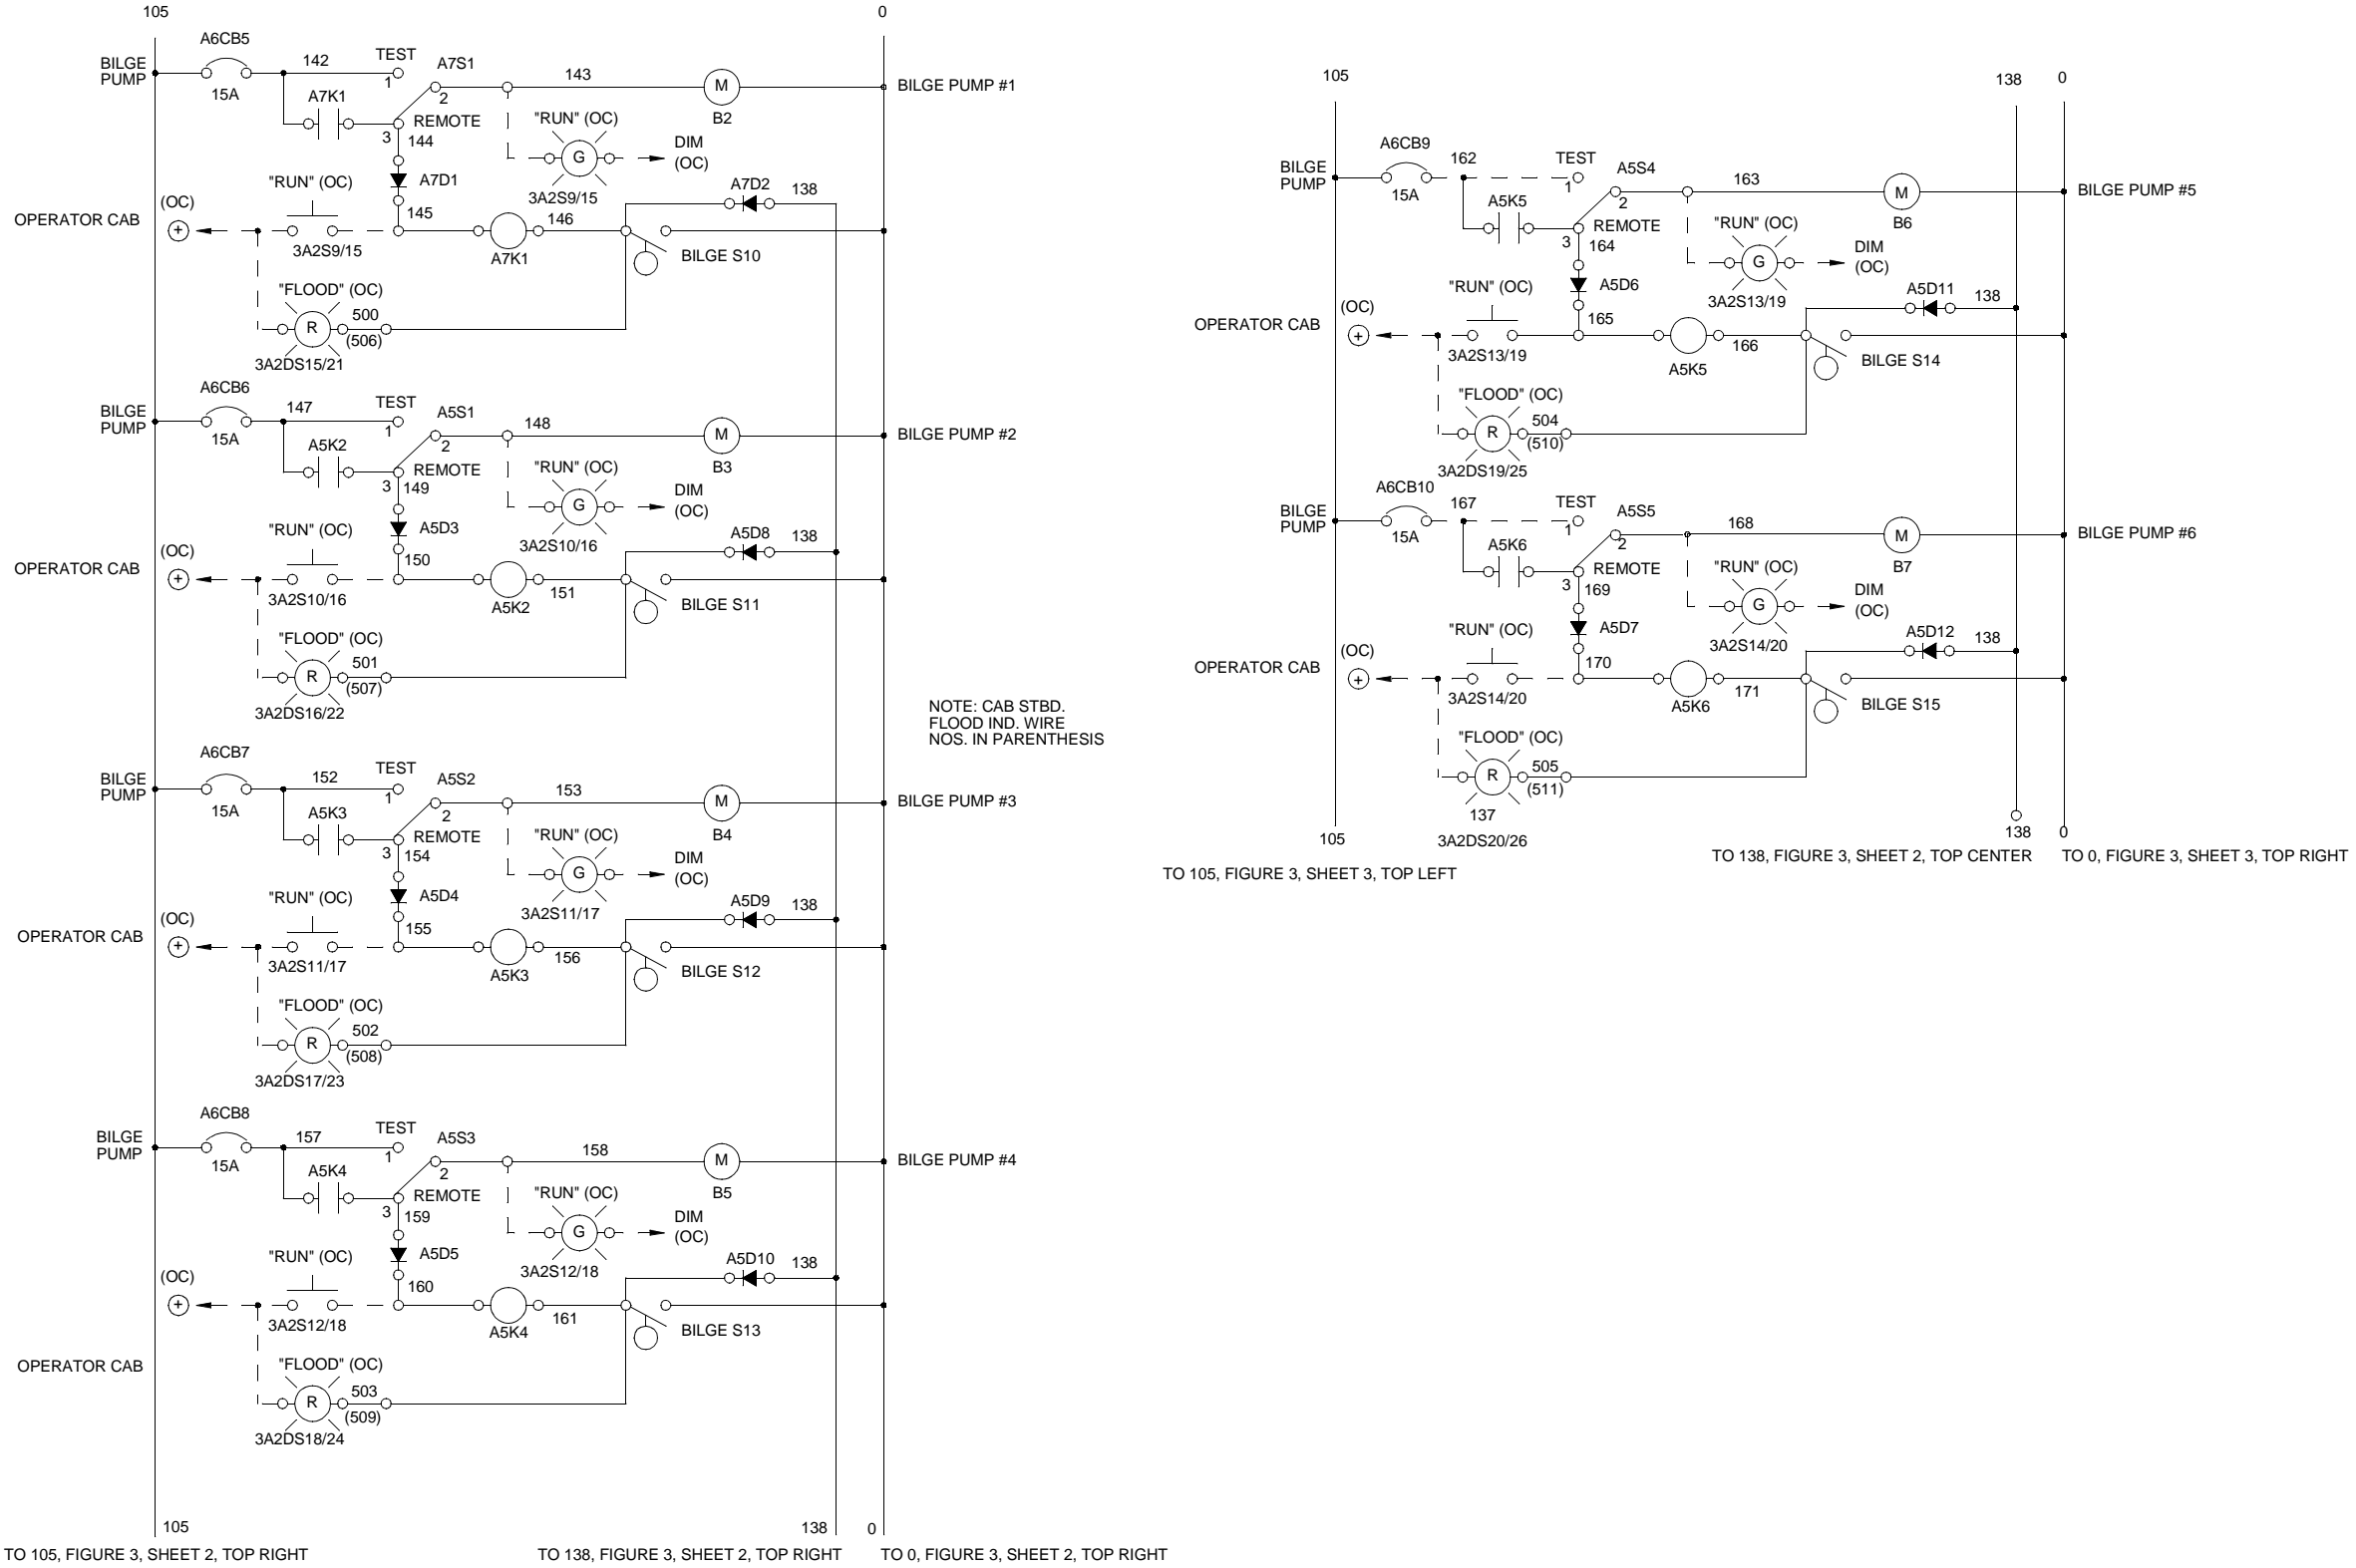 105
0
A6CB5
BILGE
PUMP
15A
142
TEST
1
A7S1
2
143
M
B2
BILGE PUMP #1
A7K1
REMOTE
3
144
"RUN" (OC)
G
3A2S9/15
DIM
(OC)
A7D1
"RUN" (OC)
(OC)
OPERATOR CAB
+
3A2S9/15
145
A7K1
146
A7D2
138
BILGE S10
"FLOOD" (OC)
R
500
(506)
3A2DS15/21
A6CB6
BILGE
PUMP
15A
147
TEST
1
A5S1
2
148
M
B3
BILGE PUMP #2
A5K2
REMOTE
3
149
"RUN" (OC)
G
3A2S10/16
DIM
(OC)
A5D3
"RUN" (OC)
(OC)
OPERATOR CAB
+
3A2S10/16
150
A5K2
151
A5D8
138
BILGE S11
"FLOOD" (OC)
R
501
(507)
3A2DS16/22
NOTE: CAB STBD.
FLOOD IND. WIRE
NOS. IN PARENTHESIS
A6CB7
BILGE
PUMP
15A
152
TEST
1
A5S2
2
153
M
B4
BILGE PUMP #3
A5K3
REMOTE
3
154
"RUN" (OC)
G
3A2S11/17
DIM
(OC)
A5D4
"RUN" (OC)
(OC)
OPERATOR CAB
+
3A2S11/17
155
A5K3
156
A5D9
138
BILGE S12
"FLOOD" (OC)
R
502
(508)
3A2DS17/23
A6CB8
BILGE
PUMP
15A
157
TEST
1
A5S3
2
158
M
B5
BILGE PUMP #4
A5K4
REMOTE
3
159
"RUN" (OC)
G
3A2S12/18
DIM
(OC)
A5D5
"RUN" (OC)
(OC)
+
3A2S12/18
160
A5K4
161
A5D10
138
BILGE S13
OPERATOR CAB
"FLOOD" (OC)
R
503
(509)
3A2DS18/24
105
138
0
TO 105, FIGURE 3, SHEET 2, TOP RIGHT
TO 138, FIGURE 3, SHEET 2, TOP RIGHT
TO 0, FIGURE 3, SHEET 2, TOP RIGHT
105
138
0
A6CB9
BILGE
PUMP
15A
162
TEST
1
A5S4
2
163
M
B6
BILGE PUMP #5
A5K5
REMOTE
3
164
"RUN" (OC)
G
3A2S13/19
DIM
(OC)
A5D6
"RUN" (OC)
(OC)
OPERATOR CAB
+
3A2S13/19
165
A5K5
166
A5D11
138
BILGE S14
"FLOOD" (OC)
R
504
(510)
3A2DS19/25
A6CB10
BILGE
PUMP
15A
167
TEST
1
A5S5
2
168
M
B7
BILGE PUMP #6
A5K6
REMOTE
3
169
"RUN" (OC)
G
3A2S14/20
DIM
(OC)
A5D7
"RUN" (OC)
(OC)
OPERATOR CAB
+
3A2S14/20
170
A5K6
171
A5D12
138
BILGE S15
"FLOOD" (OC)
R
505
(511)
137
3A2DS20/26
105
138
0
TO 105, FIGURE 3, SHEET 3, TOP LEFT
TO 138, FIGURE 3, SHEET 2, TOP CENTER
TO 0, FIGURE 3, SHEET 3, TOP RIGHT